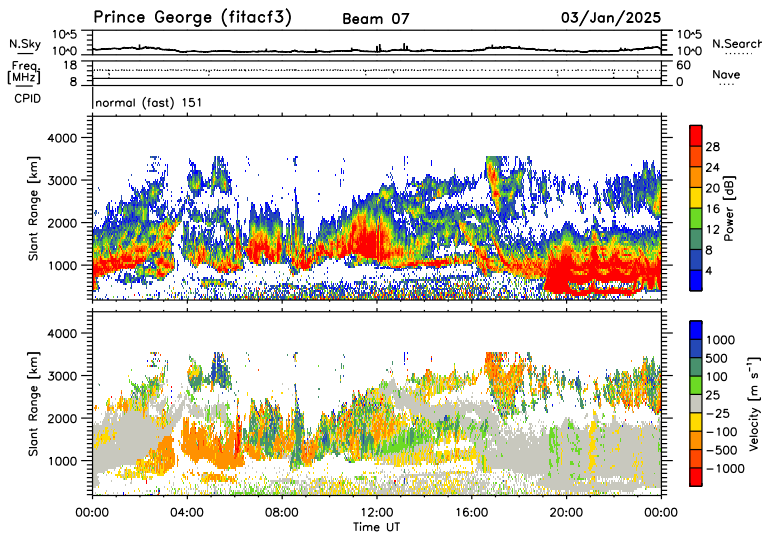 Prince George (fitacf3) Beam 07 03/Jan/2025
N.Sky 10^5 10^0 10^5 10^0 N.Search
Freq. [MHz] 18 8 60 0 Nave
CPID normal (fast) 151
4000
3000
2000
1000
Slant Range [km]
28
24
20
16
12
8
4
Power [dB]
4000
3000
2000
1000
Slant Range [km]
1000
500
100
25
−25
−100
−500
−1000
Velocity [m s⁻¹]
00:00 04:00 08:00 12:00 16:00 20:00 00:00
Time UT